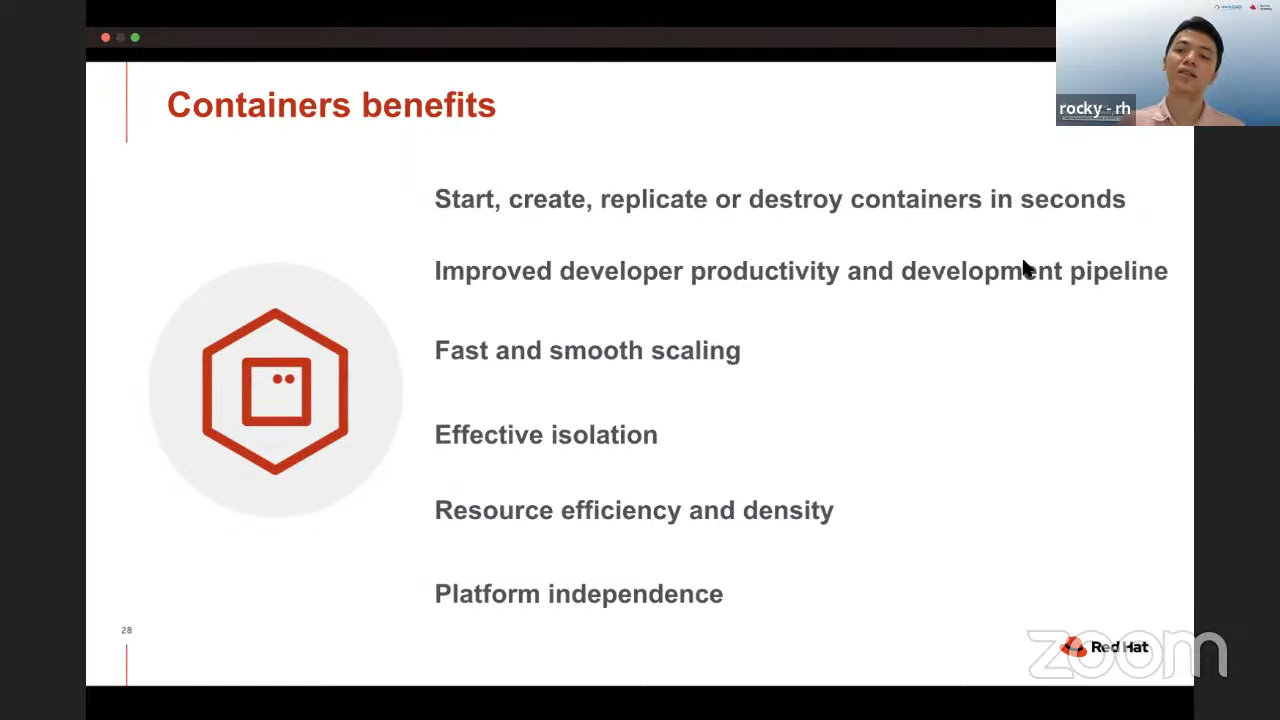 Containers benefits
rocky - rh
Start, create, replicate or destroy containers in seconds
Improved developer productivity and development pipeline
Fast and smooth scaling
Effective isolation
Resource efficiency and density
Platform independence
28
Red Hat
zoom